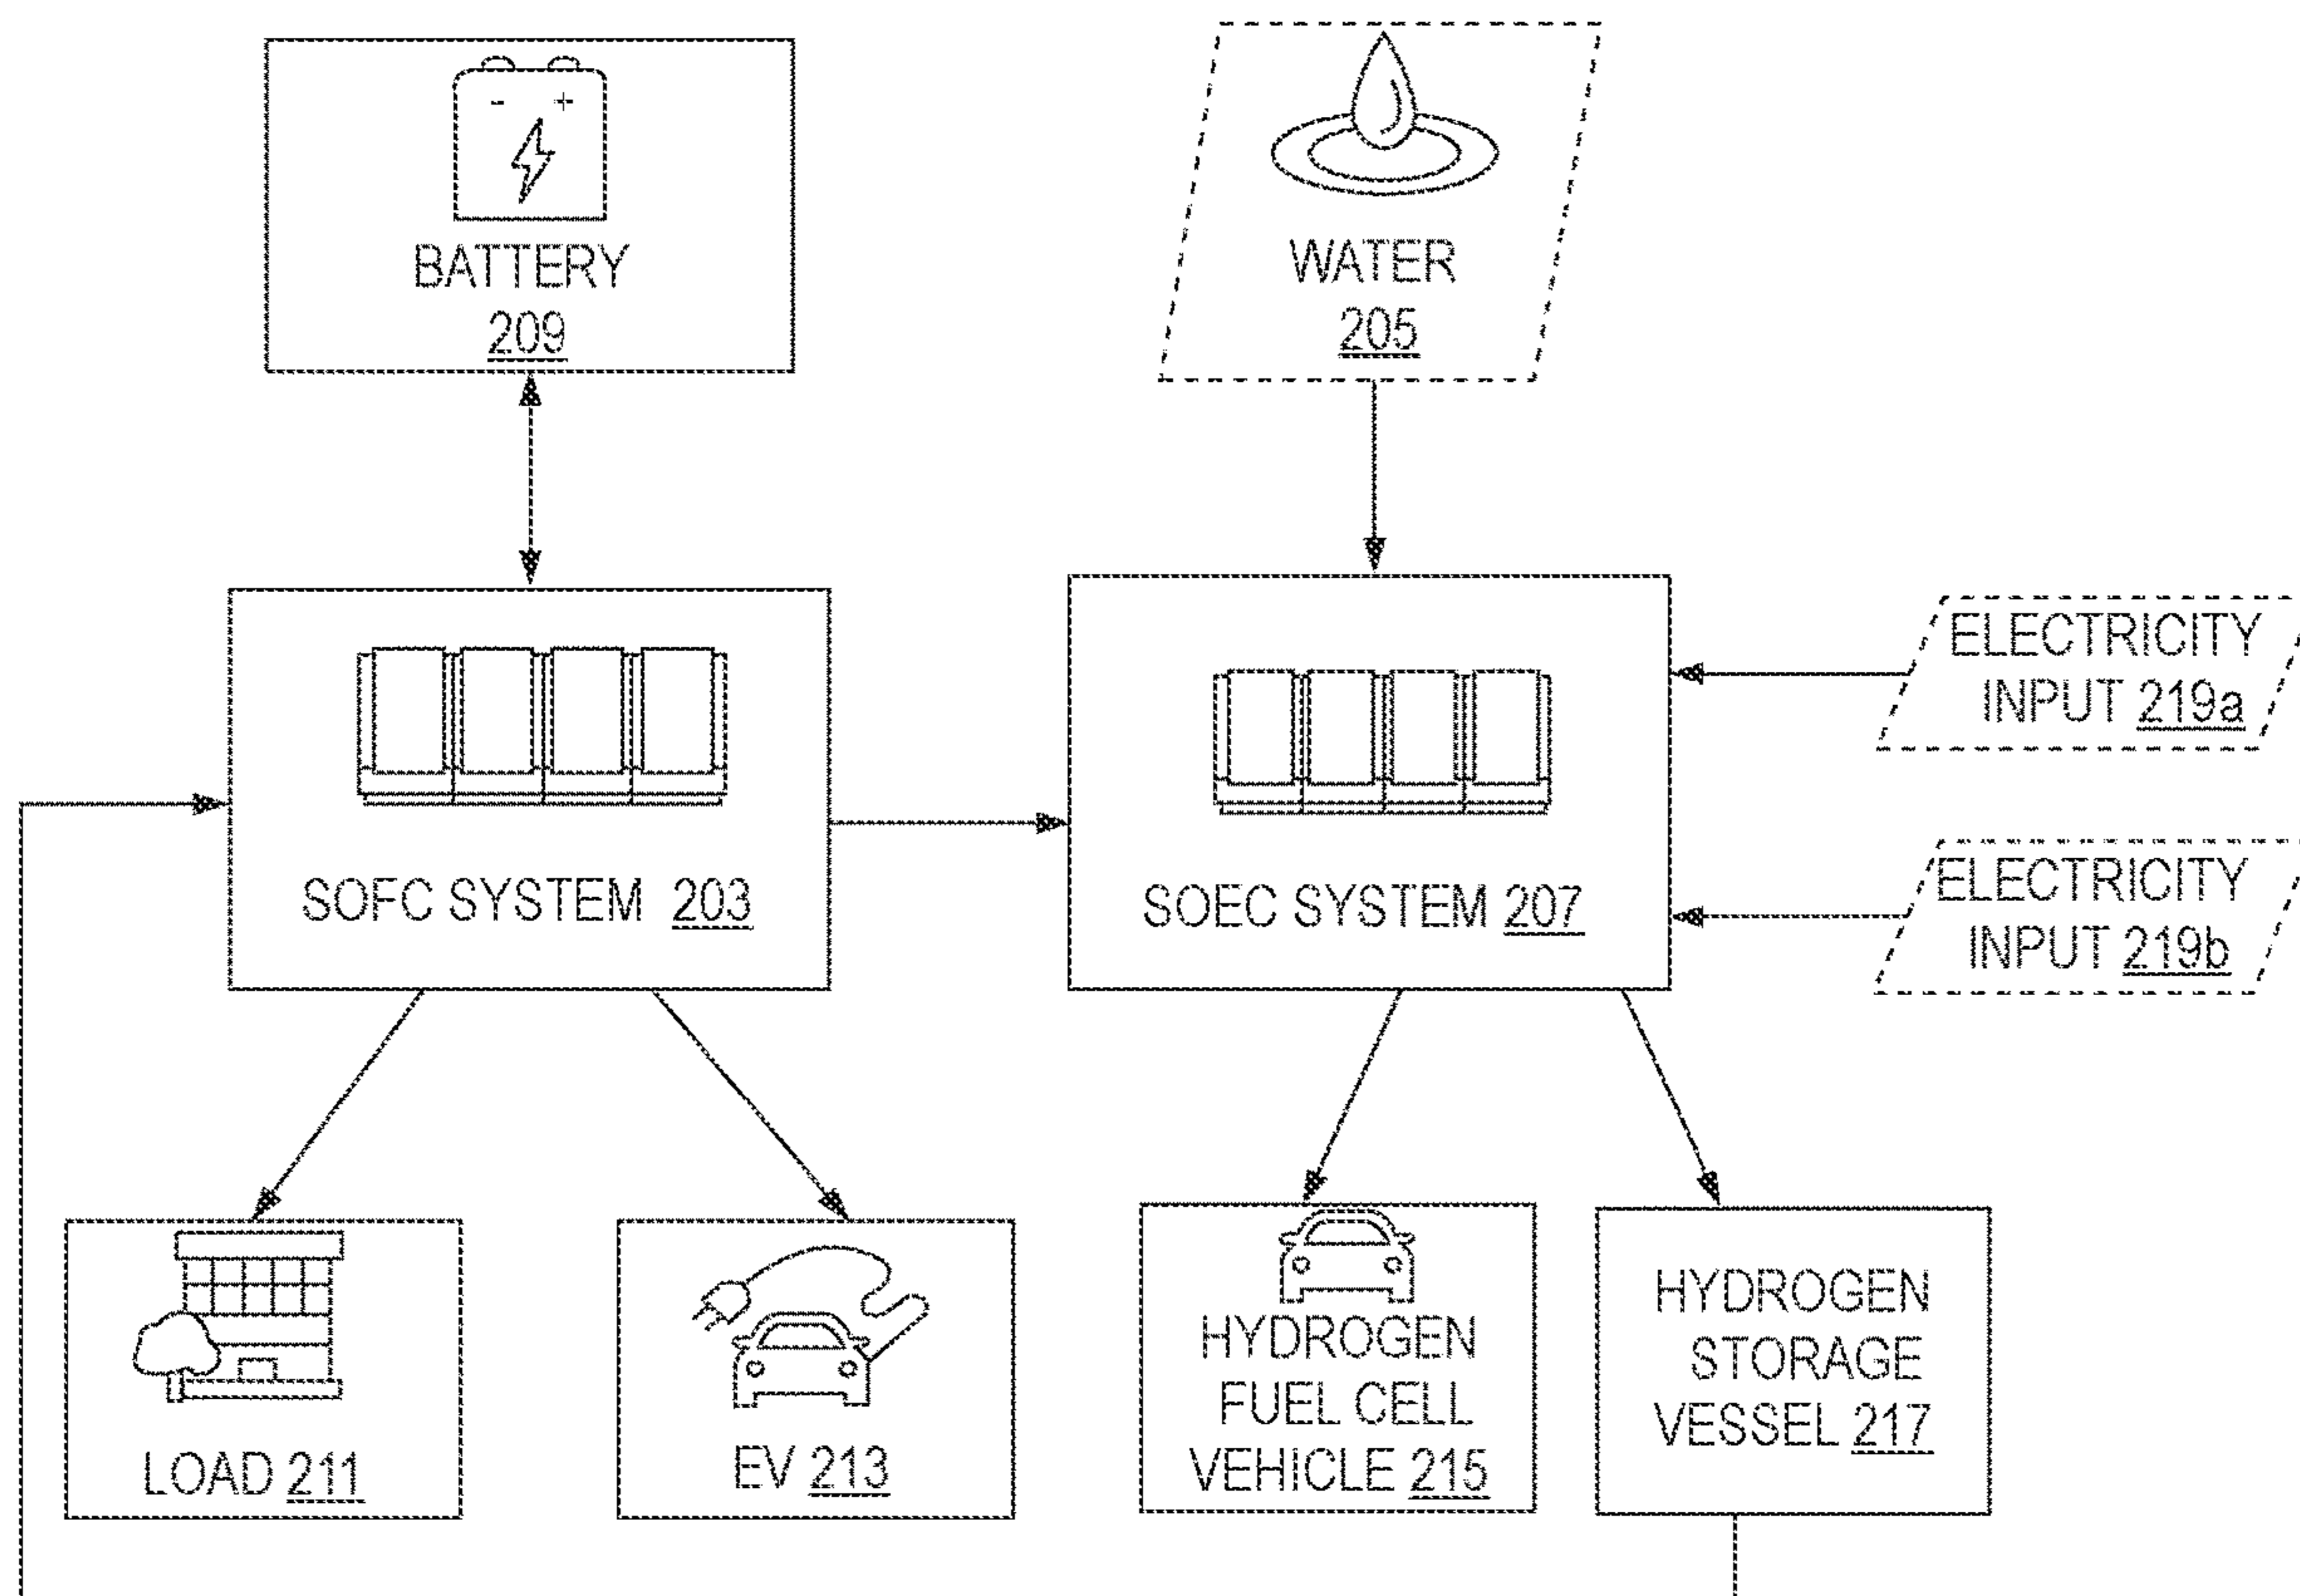 - +
BATTERY
209
WATER
205
ELECTRICITY
INPUT 219a
SOFC SYSTEM 203
SOEC SYSTEM 207
ELECTRICITY
INPUT 219b
LOAD 211
EV 213
HYDROGEN
FUEL CELL
VEHICLE 215
HYDROGEN
STORAGE
VESSEL 217